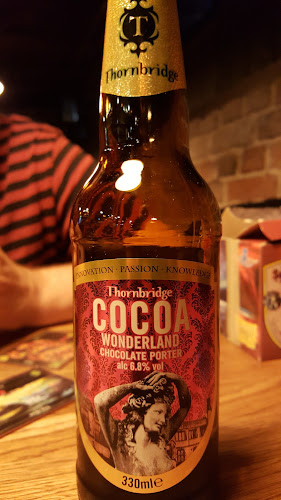 T
Thornbridge
INNOVATION · PASSION · KNOWLEDGE
Thornbridge
COCOA
WONDERLAND
CHOCOLATE PORTER
alc 6.8% vol
330ml e